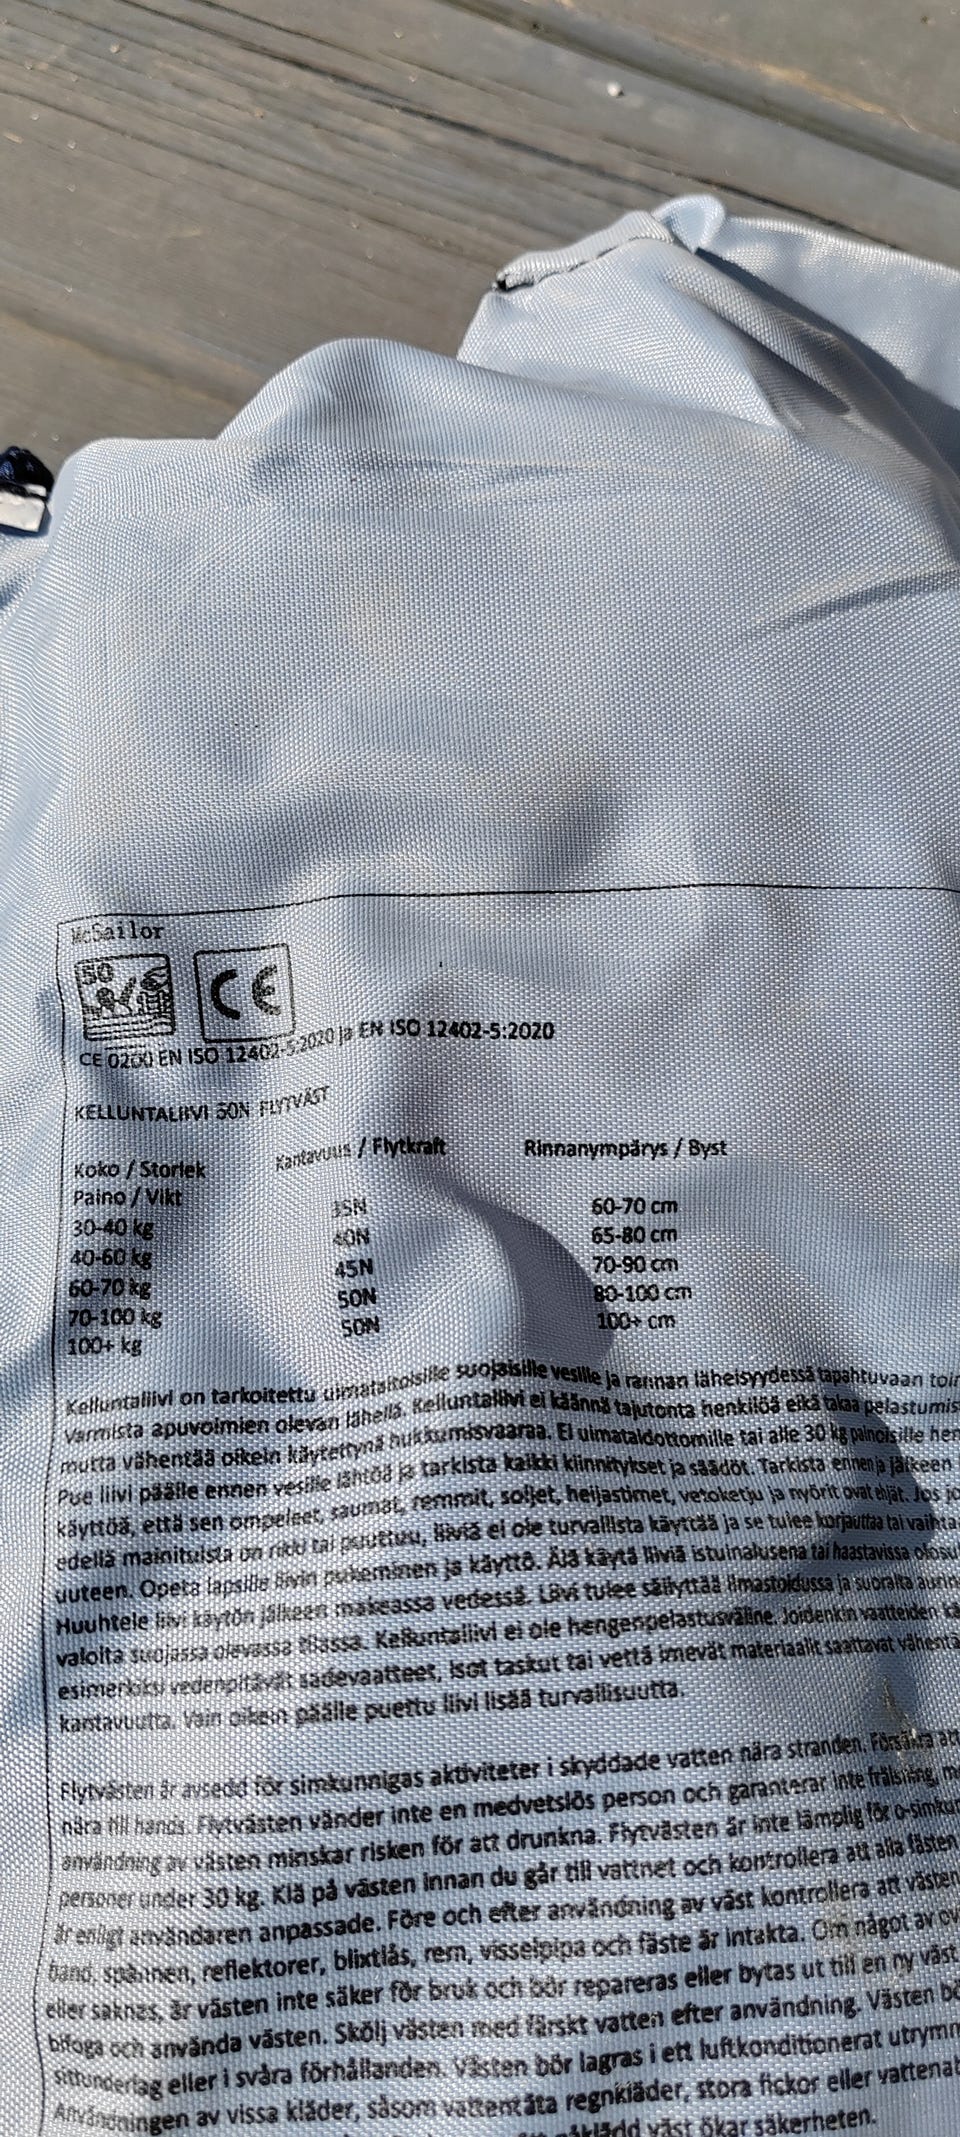 McSailor
50
CE
CE 0200 EN ISO 12402-5:2020 ja EN ISO 12402-5:2020
KELLUNTALIIVI 50N FLYTVÄST
Koko / Storlek Kantavuus / Flytkraft Rinnanympärys / Byst
Paino / Vikt
30-40 kg 35N 60-70 cm
40-60 kg 40N 65-80 cm
60-70 kg 45N 70-90 cm
70-100 kg 50N 80-100 cm
100+ kg 50N 100+ cm
Kelluntaliivi on tarkoitettu uimataitoisille suojaisille vesille ja rannan läheisyydessä tapahtuvaan
Varmista apuvoimien olevan lähellä. Kelluntaliivi ei käännä tajutonta henkilöä eikä takaa
mutta vähentää oikein käytettynä hukkumisvaaraa. Ei uimataidottomille tai alle 30 kg painoisille
Pue liivi päälle ennen vesille lähtöä ja tarkista kaikki kiinnitykset ja säädöt. Tarkista ennen ja jälkeen
käyttöä, että sen ompeleet, saumat, remmit, soljet, heijastimet, vetoketju ja nyörit ovat ehjät. Jos
edellä mainituista on rikki tai puuttuu, liiviä ei ole turvallista käyttää ja se tulee korjauttaa tai
uuteen. Opeta lapsille liivin pukeminen ja käyttö. Älä käytä liiviä istuinalusena tai haastavissa
Huuhtele liivi käytön jälkeen makeassa vedessä. Liivi tulee säilyttää ilmastoidussa ja suoralta
valolta suojassa olevassa tilassa. Kelluntaliivi ei ole hengenpelastusväline. Joidenkin vaatteiden
esimerkiksi vedenpitävät sadevaatteet, isot taskut tai vettä imevät materiaalit saattavat vähentä
kantavuutta. Vain oikein päälle puettu liivi lisää turvallisuutta.
Flytvästen är avsedd för simkunnigas aktiviteter i skyddade vatten nära stranden. Försäkra att
nära till hands. Flytvästen vänder inte en medvetslös person och garanterar inte frälsning,
användning av västen minskar risken för att drunkna. Flytvästen är inte lämplig för
personer under 30 kg. Klä på västen innan du går till vattnet och kontrollera att alla fästen
är enligt användaren anpassade. Före och efter användning av väst kontrollera att västen
band, spännen, reflektorer, blixtlås, rem, visselpipa och fäste är intakta. Om något av
eller saknas, är västen inte säker för bruk och bör repareras eller bytas ut till en ny väst
bifoga och använda västen. Skölj västen med färskt vatten efter användning. Västen
sittunderlag eller i svåra förhållanden. Västen bör lagras i ett luftkonditionerat
Användningen av vissa kläder, såsom vattentäta regnkläder, stora fickor eller
påklädd väst ökar säkerheten.